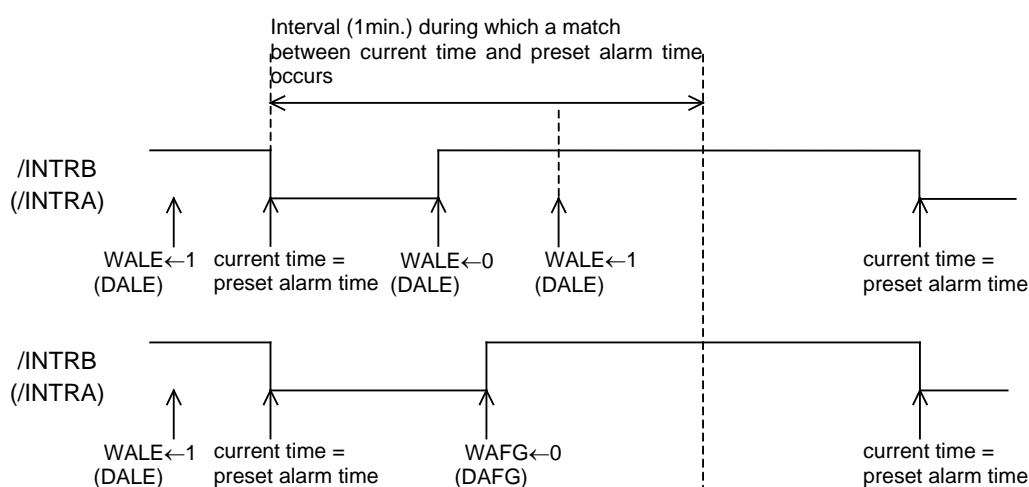 Interval (1min.) during which a match
between current time and preset alarm time
occurs
/INTRB
(/INTRA)
WALE←1
(DALE)
current time =
preset alarm time
WALE←0
(DALE)
WALE←1
(DALE)
current time =
preset alarm time
/INTRB
(/INTRA)
WALE←1
(DALE)
current time =
preset alarm time
WAFG←0
(DAFG)
current time =
preset alarm time